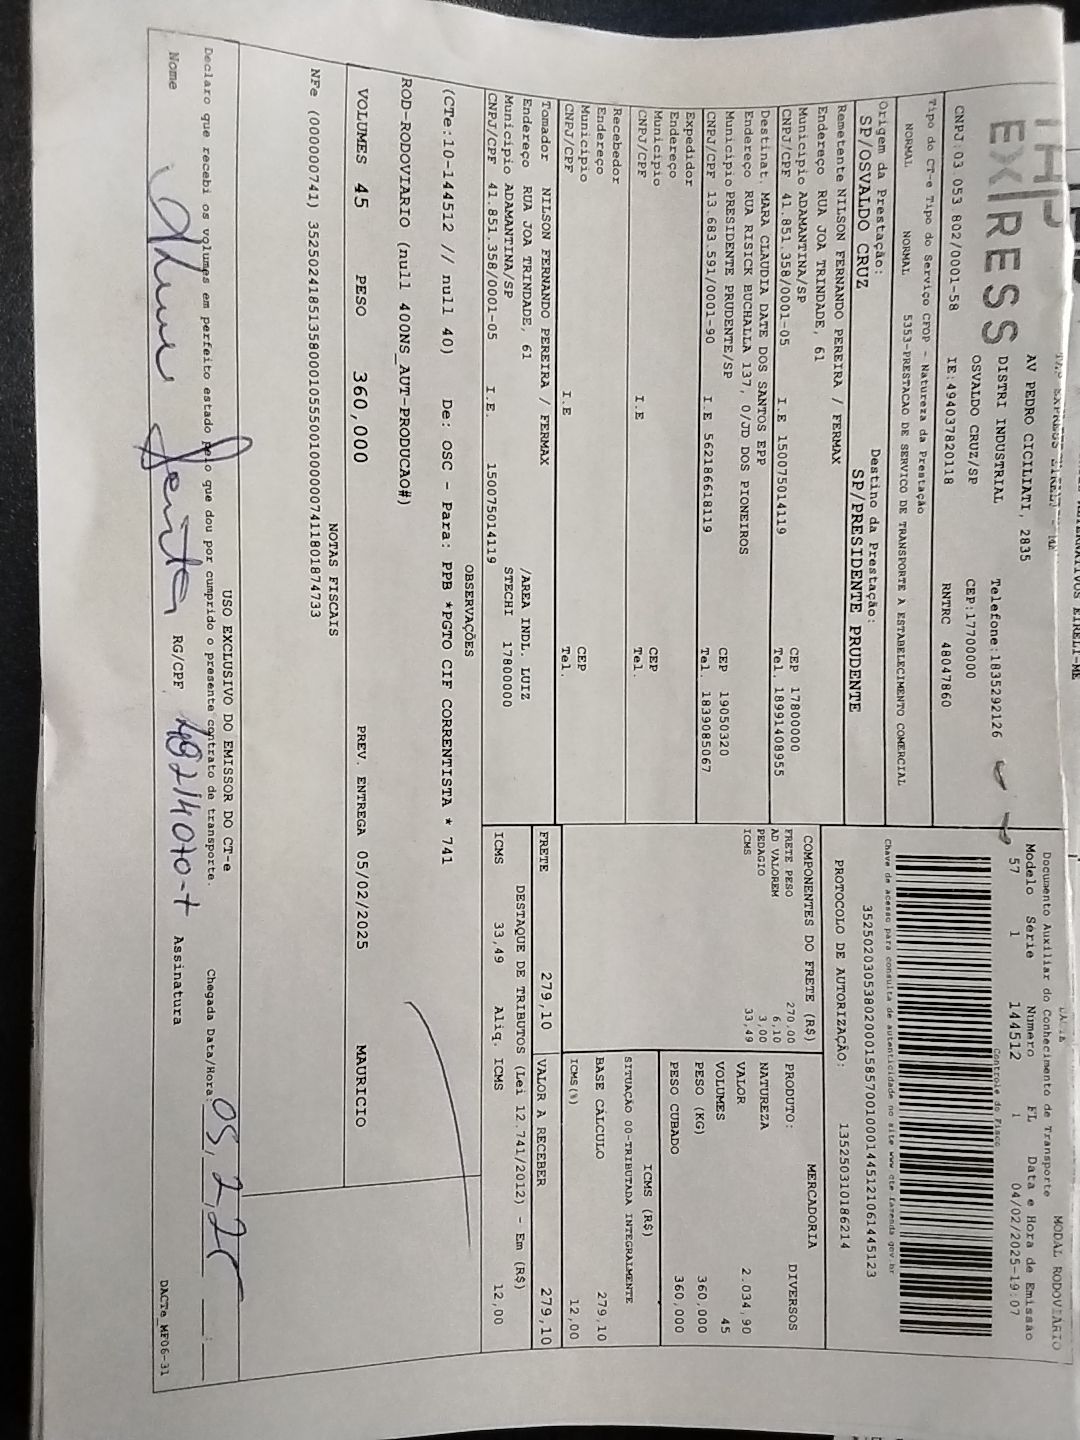 EXPRESS
AV PEDRO CICILIATI, 2835
DISTRI INDUSTRIAL Telefone:1835292126
OSVALDO CRUZ/SP CEP:17700000
CNPJ:03 053 802/0001-58 IE:494037820118 RNTRC 48047860
Tipo do CT-e Tipo do Serviço CFOP - Natureza da Prestação
NORMAL NORMAL 5353-PRESTACAO DE SERVICO DE TRANSPORTE A ESTABELECIMENTO COMERCIAL
Origem da Prestação: Destino da Prestação:
SP/OSVALDO CRUZ SP/PRESIDENTE PRUDENTE
Remetente NILSON FERNANDO PEREIRA / FERMAX
Endereço RUA JOA TRINDADE, 61
Município ADAMANTINA/SP CEP 17800000
CNPJ/CPF 41.851.358/0001-05 I.E 150075014119 Tel. 18991408955
Destinat. MARA CLAUDIA DATE DOS SANTOS EPP
Endereço RUA RISICK BUCHALLA 137, 0/JD DOS PIONEIROS
Município PRESIDENTE PRUDENTE/SP CEP 19050320
CNPJ/CPF 13.683.591/0001-90 I.E 562186618119 Tel. 1839085067
Expedidor
Endereço
Município CEP
CNPJ/CPF I.E Tel.
Recebedor
Endereço
Município CEP
CNPJ/CPF I.E Tel.
Tomador NILSON FERNANDO PEREIRA / FERMAX
Endereço RUA JOA TRINDADE, 61 /AREA INDL. LUIZ
Município ADAMANTINA/SP STECHI 17800000
CNPJ/CPF 41.851.358/0001-05 I.E. 150075014119
MODAL RODOVIÁRIO
Documento Auxiliar do Conhecimento de Transporte
Modelo Série Numero FL Data e Hora de Emissão
57 1 144512 1 04/02/2025-19:07
Controle do Fisco
Chave de acesso para consulta de autenticidade no site www cte fazenda gov.br
35250203053802000158570010001445121061445123
PROTOCOLO DE AUTORIZAÇÃO: 135250310186214
COMPONENTES DO FRETE (R$)
FRETE PESO 270,00
AD VALOREM 6,10
PEDAGIO 3,00
ICMS 33,49
MERCADORIA
PRODUTO: DIVERSOS
NATUREZA
VALOR 2.034,90
VOLUMES 45
PESO (KG) 360,000
PESO CUBADO 360,000
ICMS (R$)
SITUAÇÃO 00-TRIBUTADA INTEGRALMENTE
BASE CÁLCULO 279,10
ICMS(%) 12,00
FRETE 279,10 VALOR A RECEBER 279,10
DESTAQUE DE TRIBUTOS (Lei 12.741/2012) - Em (R$)
ICMS 33,49 Aliq. ICMS 12,00
OBSERVAÇÕES
(CTe:10-144512 // null 40) De: OSC - Para: PPB *PGTO CIF CORRENTISTA * 741
ROD-RODOVIARIO (null 400NS_AUT-PRODUCAO#)
VOLUMES 45 PESO 360,000 PREV. ENTREGA 05/02/2025 MAURICIO
NOTAS FISCAIS
NFe (000000741) 35250241851358000105550010000007411801874733
USO EXCLUSIVO DO EMISSOR DO CT-e
Declaro que recebi os volumes em perfeito estado pelo que dou por cumprido o presente contrato de transporte. Chegada Data/Hora: 05,2,25
Nome RG/CPF Assinatura
DACTe_MF06-31